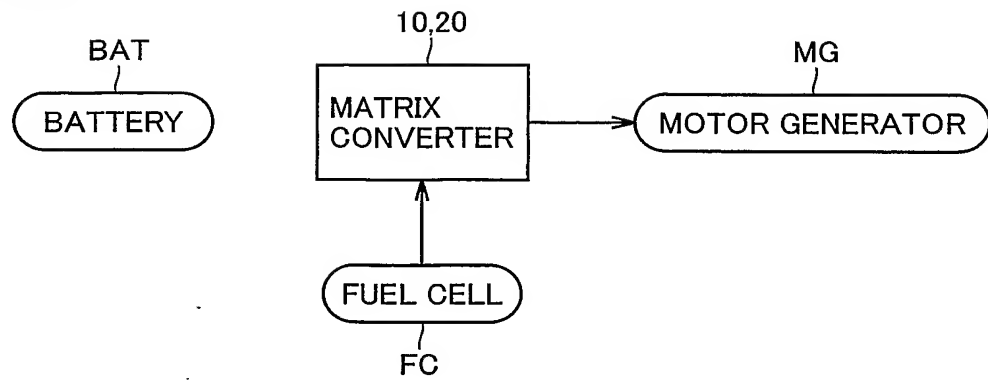 10,20
BAT
MG
BATTERY
MATRIX
CONVERTER
MOTOR GENERATOR
FUEL CELL
FC